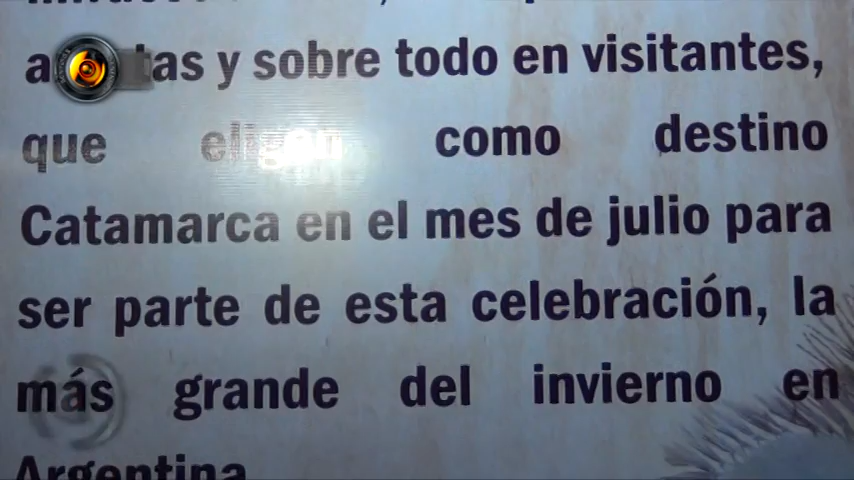 y sobre todo en visitantes,
que eligen como destino
Catamarca en el mes de julio para
ser parte de esta celebración, la
más grande del invierno en
Argentina